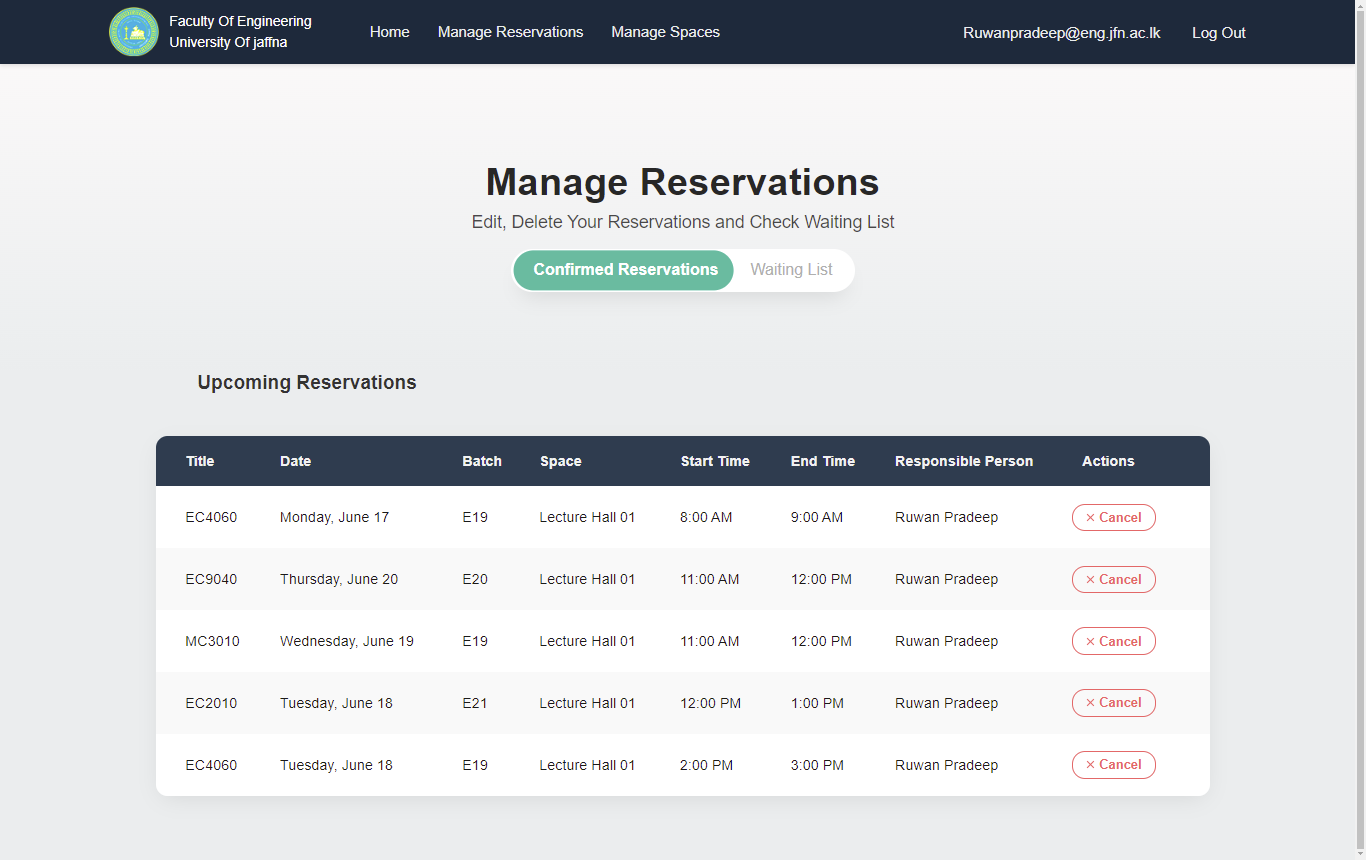 Faculty Of Engineering
University Of jaffna
Home Manage Reservations Manage Spaces Ruwanpradeep@eng.jfn.ac.lk Log Out
Manage Reservations
Edit, Delete Your Reservations and Check Waiting List
Confirmed Reservations Waiting List
Upcoming Reservations
Title Date Batch Space Start Time End Time Responsible Person Actions
EC4060 Monday, June 17 E19 Lecture Hall 01 8:00 AM 9:00 AM Ruwan Pradeep × Cancel
EC9040 Thursday, June 20 E20 Lecture Hall 01 11:00 AM 12:00 PM Ruwan Pradeep × Cancel
MC3010 Wednesday, June 19 E19 Lecture Hall 01 11:00 AM 12:00 PM Ruwan Pradeep × Cancel
EC2010 Tuesday, June 18 E21 Lecture Hall 01 12:00 PM 1:00 PM Ruwan Pradeep × Cancel
EC4060 Tuesday, June 18 E19 Lecture Hall 01 2:00 PM 3:00 PM Ruwan Pradeep × Cancel